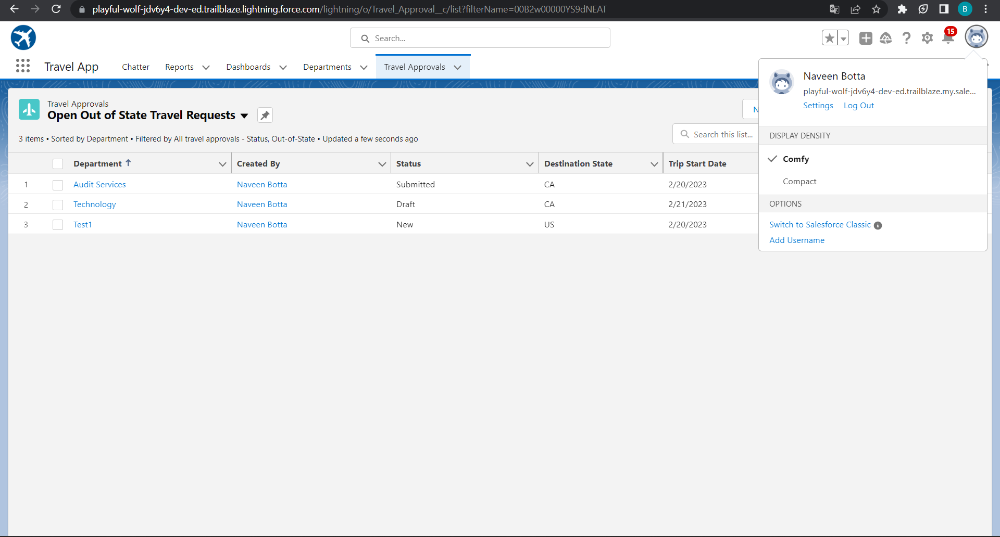 playful-wolf-jdv6y4-dev-ed.trailblaze.lightning.force.com/lightning/o/Travel_Approval__c/list?filterName=00B2w00000YS9dNEAT
B
Search...
15
Travel App
Chatter
Reports
Dashboards
Departments
Travel Approvals
Naveen Botta
playful-wolf-jdv6y4-dev-ed.trailblaze.my.sale...
Settings
Log Out
Travel Approvals
Open Out of State Travel Requests
N
3 items • Sorted by Department • Filtered by All travel approvals - Status, Out-of-State • Updated a few seconds ago
Search this list...
DISPLAY DENSITY
Comfy
Compact
OPTIONS
Switch to Salesforce Classic
Add Username
Department Created By Status Destination State Trip Start Date
1 Audit Services Naveen Botta Submitted CA 2/20/2023
2 Technology Naveen Botta Draft CA 2/21/2023
3 Test1 Naveen Botta New US 2/20/2023